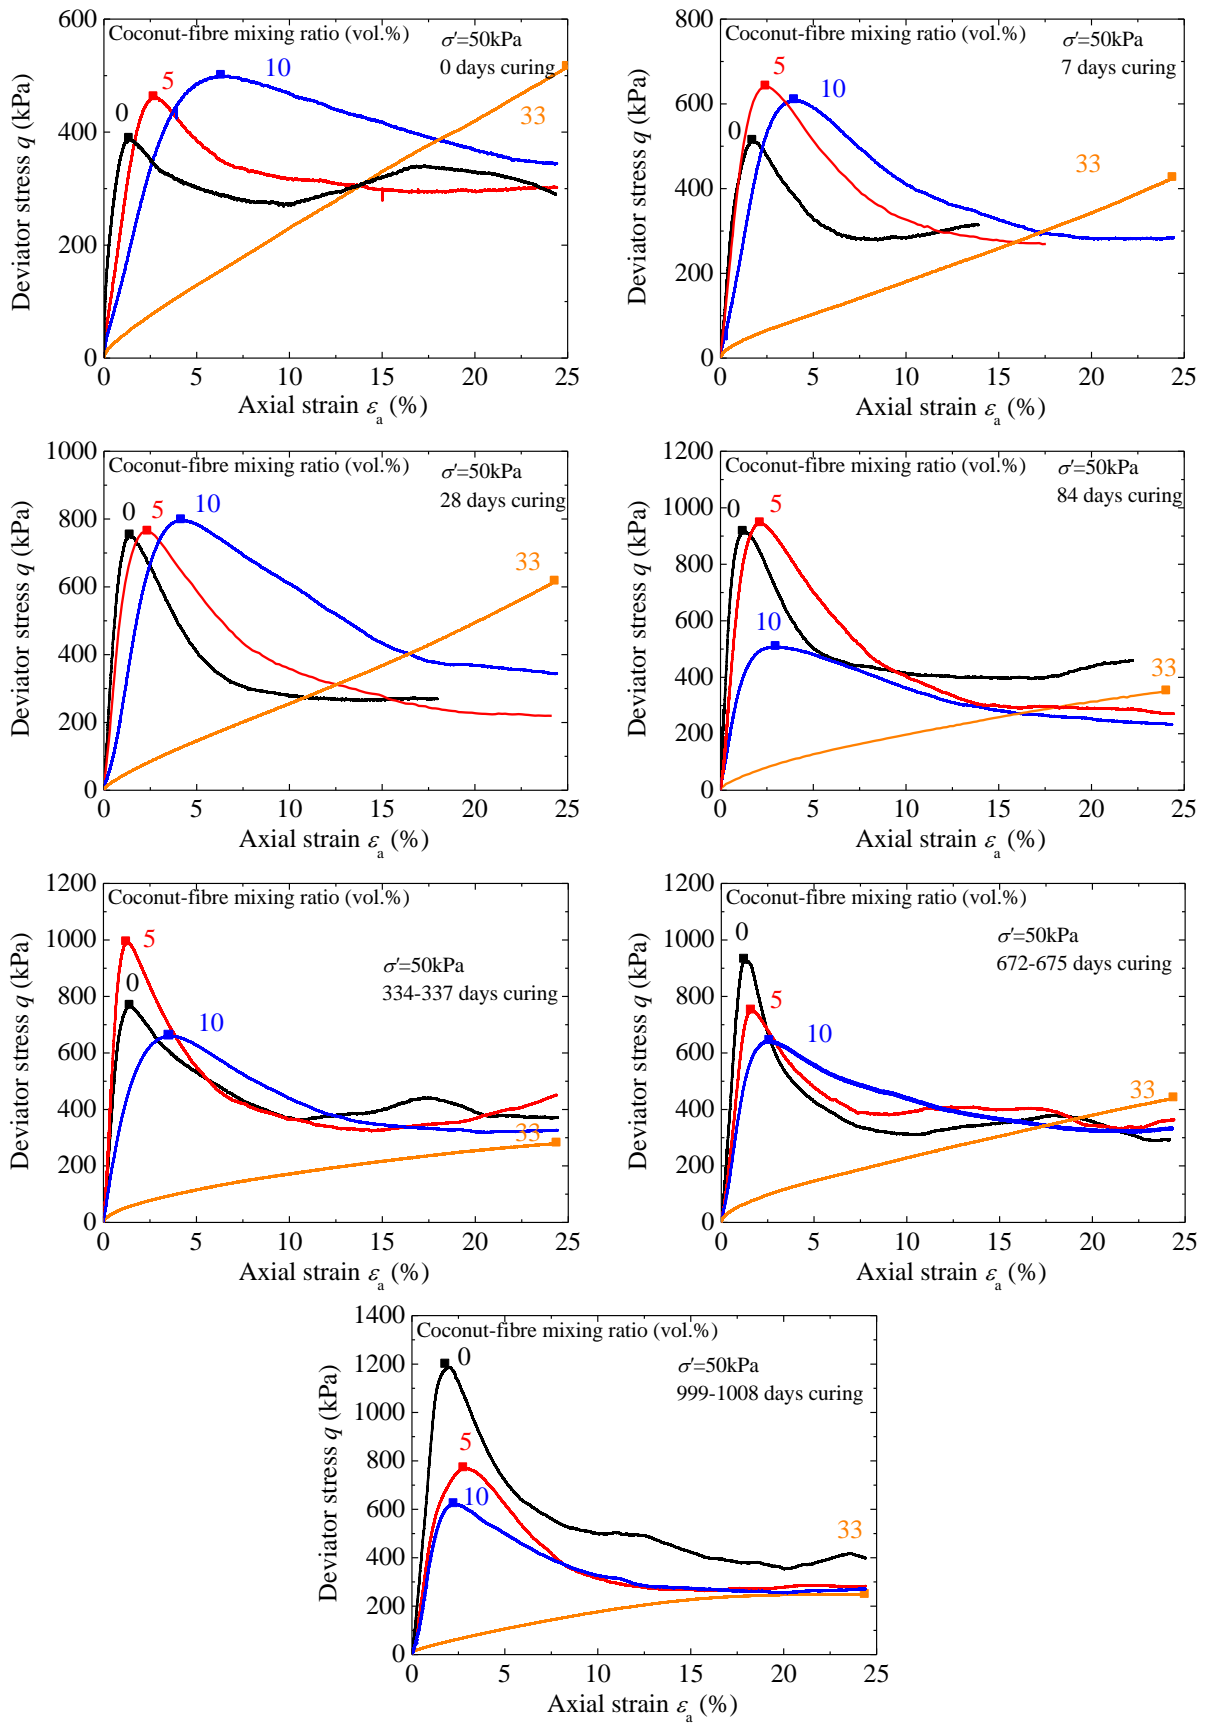 Coconut-fibre mixing ratio (vol.%)
σ'=50kPa
0 days curing
0
5
10
33
600
400
200
0
Deviator stress q (kPa)
0 5 10 15 20 25
Axial strain εa (%)
Coconut-fibre mixing ratio (vol.%)
σ'=50kPa
7 days curing
0
5
10
33
800
600
400
200
0
Deviator stress q (kPa)
0 5 10 15 20 25
Axial strain εa (%)
Coconut-fibre mixing ratio (vol.%)
σ'=50kPa
28 days curing
0
5
10
33
1000
800
600
400
200
0
Deviator stress q (kPa)
0 5 10 15 20 25
Axial strain εa (%)
Coconut-fibre mixing ratio (vol.%)
σ'=50kPa
84 days curing
0
5
10
33
1200
1000
800
600
400
200
0
Deviator stress q (kPa)
0 5 10 15 20 25
Axial strain εa (%)
Coconut-fibre mixing ratio (vol.%)
σ'=50kPa
334-337 days curing
5
0
10
33
1200
1000
800
600
400
200
0
Deviator stress q (kPa)
0 5 10 15 20 25
Axial strain εa (%)
Coconut-fibre mixing ratio (vol.%)
σ'=50kPa
672-675 days curing
0
5
10
33
1200
1000
800
600
400
200
0
Deviator stress q (kPa)
0 5 10 15 20 25
Axial strain εa (%)
Coconut-fibre mixing ratio (vol.%)
σ'=50kPa
999-1008 days curing
0
5
10
33
1400
1200
1000
800
600
400
200
0
Deviator stress q (kPa)
0 5 10 15 20 25
Axial strain εa (%)